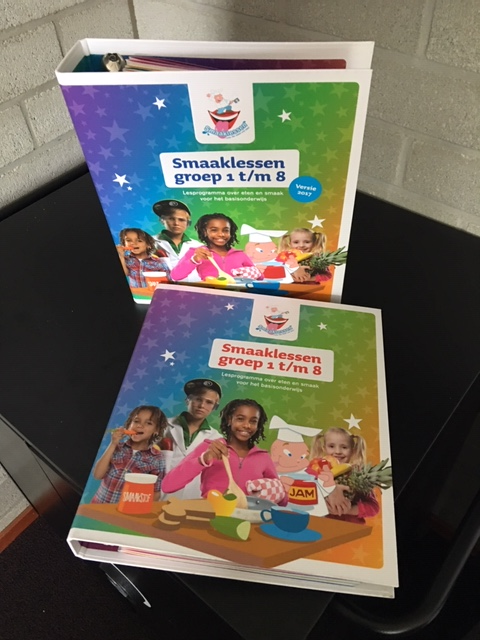 Smaaklessen
Smaaklessen
groep 1 t/m 8
Lesprogramma over eten en smaak
voor het basisonderwijs
Versie
2017
Smaaklessen
groep 1 t/m 8
Lesprogramma over eten en smaak
voor het basisonderwijs
JAM